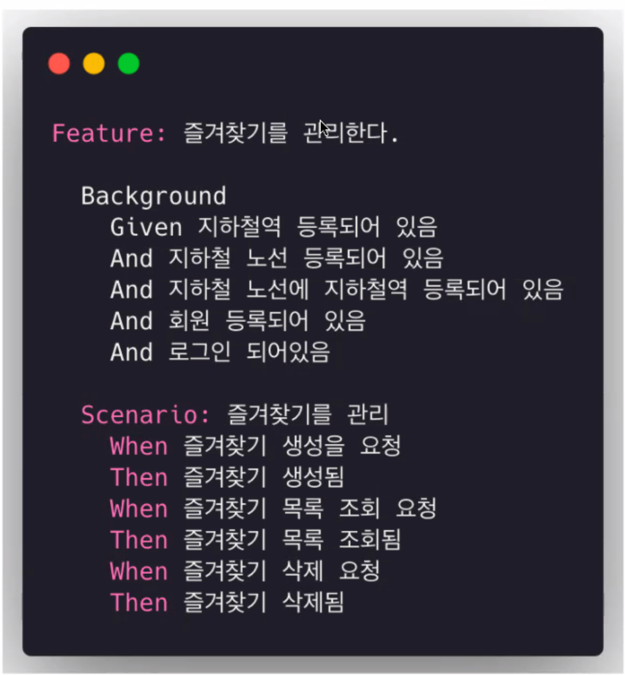 Feature: 즐겨찾기를 관리한다.
Background
Given 지하철역 등록되어 있음
And 지하철 노선 등록되어 있음
And 지하철 노선에 지하철역 등록되어 있음
And 회원 등록되어 있음
And 로그인 되어있음
Scenario: 즐겨찾기를 관리
When 즐겨찾기 생성을 요청
Then 즐겨찾기 생성됨
When 즐겨찾기 목록 조회 요청
Then 즐겨찾기 목록 조회됨
When 즐겨찾기 삭제 요청
Then 즐겨찾기 삭제됨